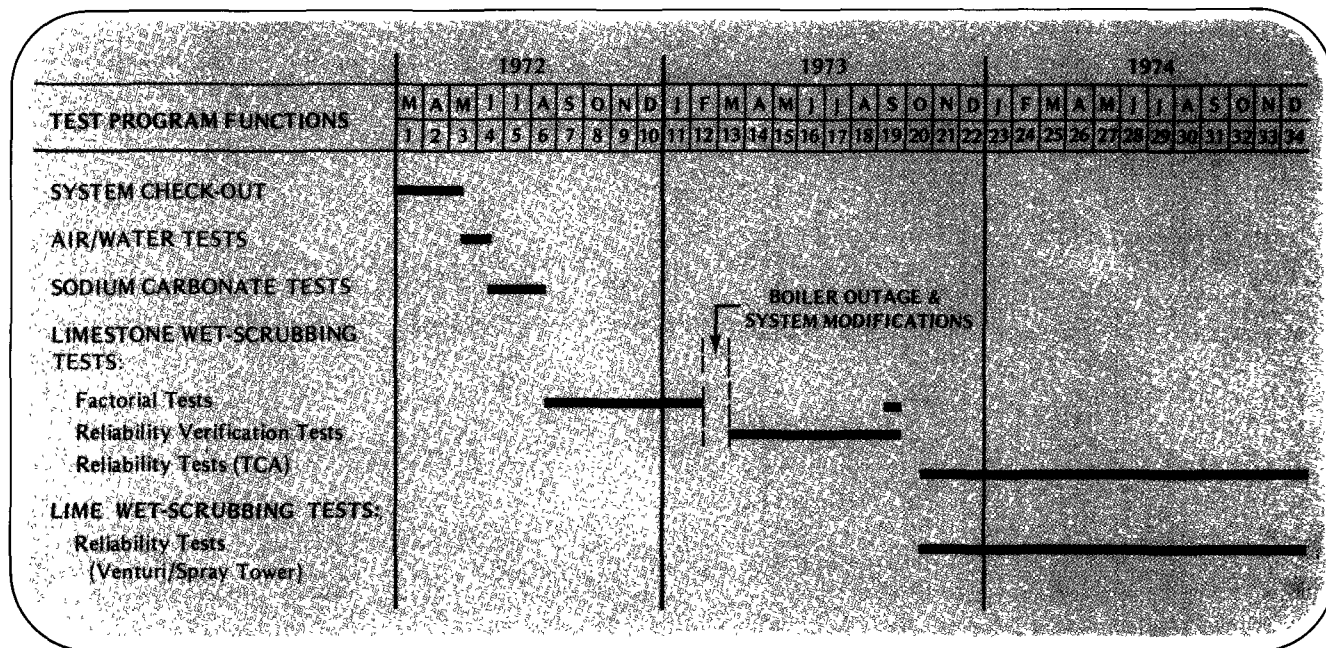 1972 1973 1974
TEST PROGRAM FUNCTIONS
M A M J J A S O N D J F M A M J J A S O N D J F M A M J J A S O N D
1 2 3 4 5 6 7 8 9 10 11 12 13 14 15 16 17 18 19 20 21 22 23 24 25 26 27 28 29 30 31 32 33 34
SYSTEM CHECK-OUT
AIR/WATER TESTS
SODIUM CARBONATE TESTS
BOILER OUTAGE &
SYSTEM MODIFICATIONS
LIMESTONE WET-SCRUBBING
TESTS:
Factorial Tests
Reliability Verification Tests
Reliability Tests (TCA)
LIME WET-SCRUBBING TESTS:
Reliability Tests
(Venturi/Spray Tower)